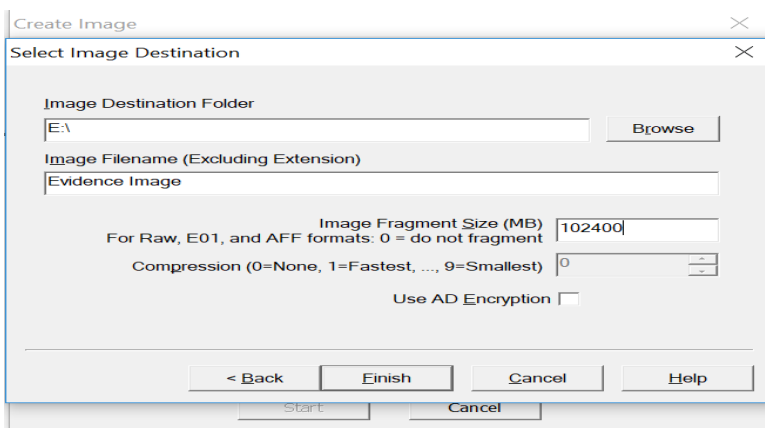 Create Image
Select Image Destination
Image Destination Folder
E:\
Browse
Image Filename (Excluding Extension)
Evidence Image
Image Fragment Size (MB)
For Raw, E01, and AFF formats: 0 = do not fragment
102400
Compression (0=None, 1=Fastest, ..., 9=Smallest)
0
Use AD Encryption
< Back
Finish
Cancel
Help
Start
Cancel